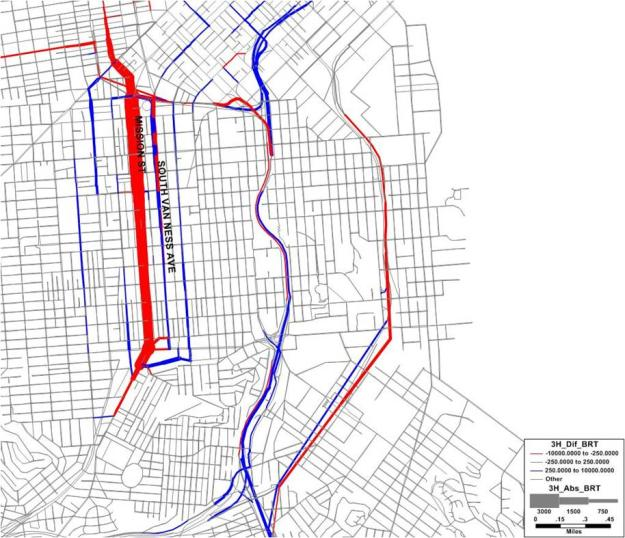 MISSION ST
SOUTH VAN NESS AVE
3H_Dif_BRT
-10000.0000 to -250.0000
-250.0000 to 250.0000
250.0000 to 10000.0000
Other
3H_Abs_BRT
3000 1500 750
0 .15 .3 .45
Miles